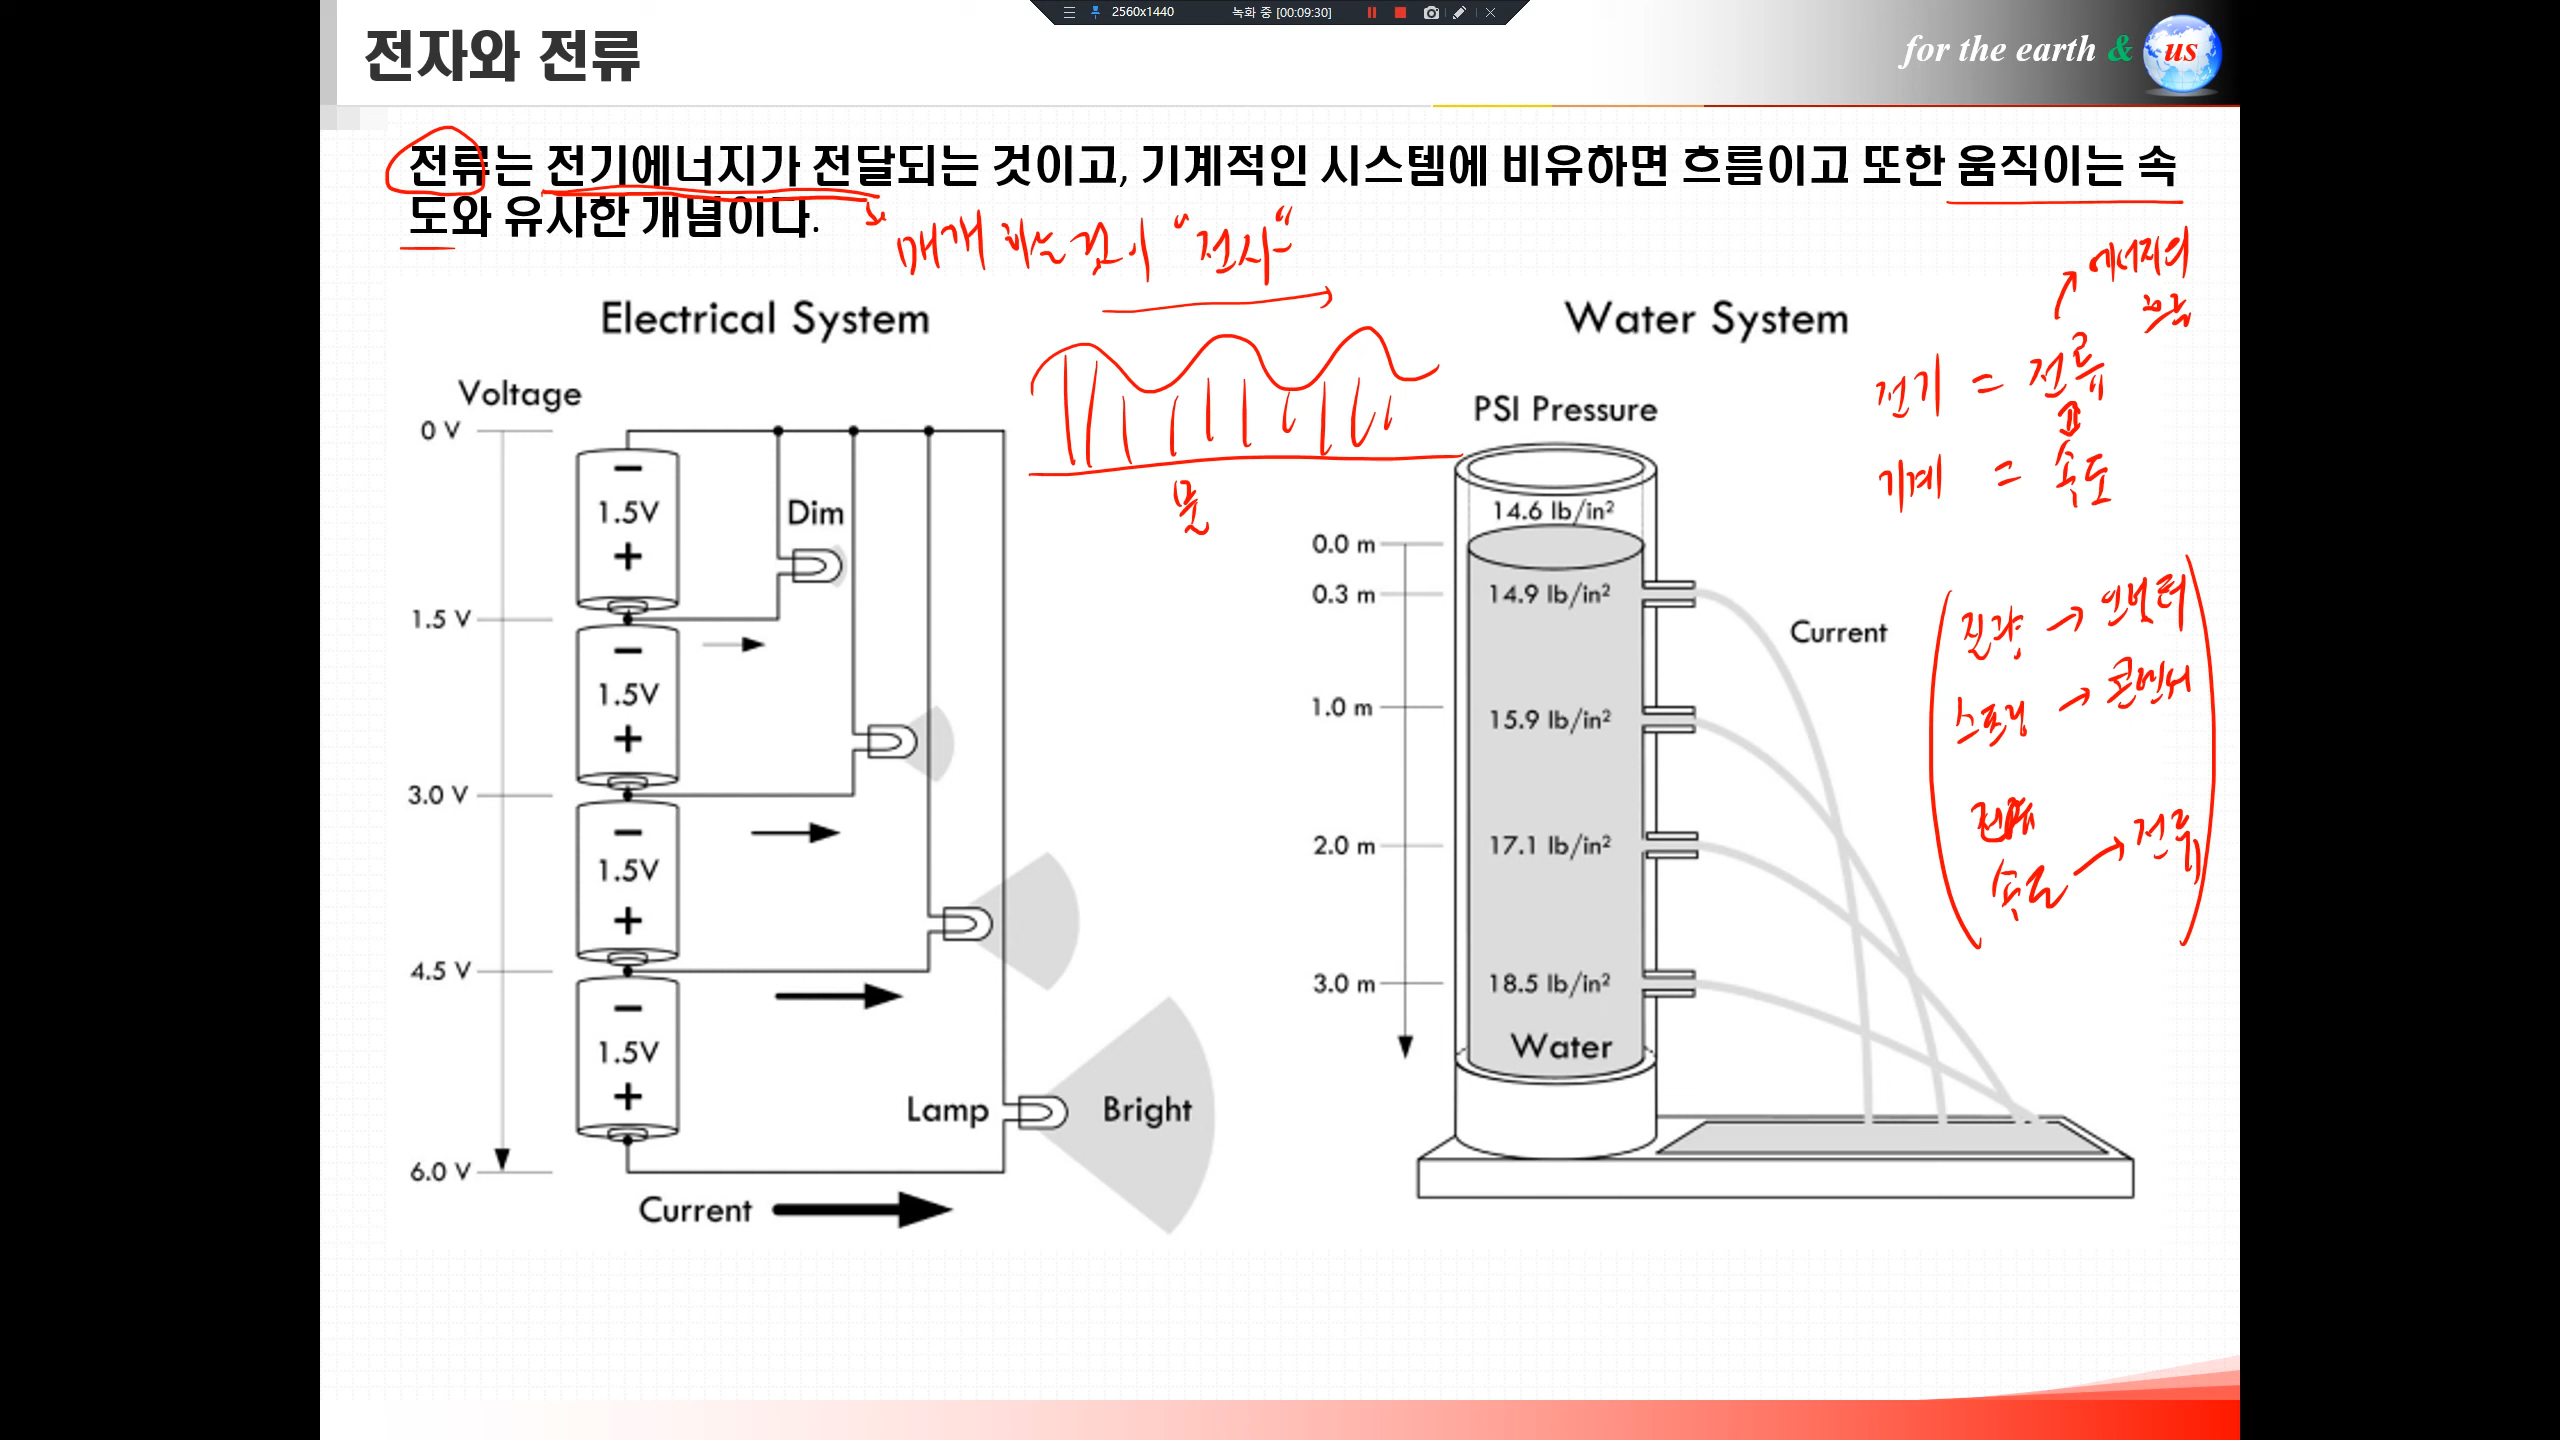 2560x1440 녹화 중 [00:09:30]
전자와 전류
for the earth & us
전류는 전기에너지가 전달되는 것이고, 기계적인 시스템에 비유하면 흐름이고 또한 움직이는 속
도와 유사한 개념이다.
매개 하는 것이 "전자"
에너지의
흐름
전기 = 전류
기계 = 속도
물
Electrical System
Voltage
0 V
1.5V
Dim
1.5 V
1.5V
3.0 V
1.5V
4.5 V
1.5V
Lamp
Bright
6.0 V
Current
Water System
PSI Pressure
14.6 lb/in²
0.0 m
0.3 m
14.9 lb/in²
Current
1.0 m
15.9 lb/in²
2.0 m
17.1 lb/in²
3.0 m
18.5 lb/in²
Water
질량 → 인덕터
스프링 → 콘덴서
속도 → 전류